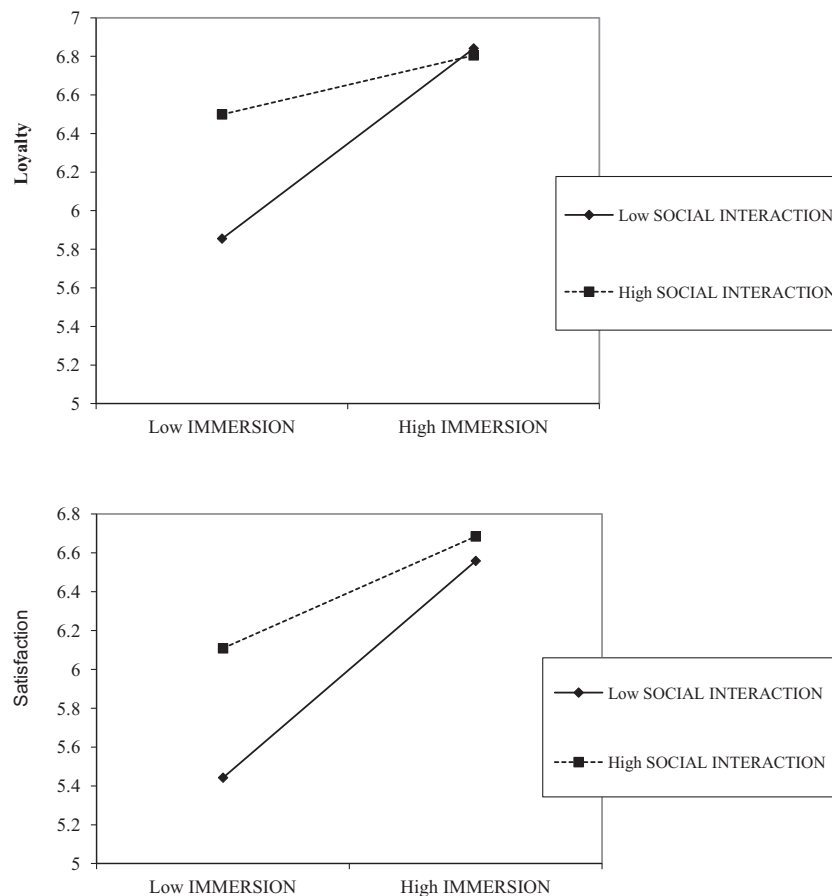 7
6.8
6.6
6.4
6.2
6
5.8
5.6
5.4
5.2
5
Loyalty
Low IMMERSION High IMMERSION
Low SOCIAL INTERACTION
High SOCIAL INTERACTION
6.8
6.6
6.4
6.2
6
5.8
5.6
5.4
5.2
5
Satisfaction
Low IMMERSION High IMMERSION
Low SOCIAL INTERACTION
High SOCIAL INTERACTION